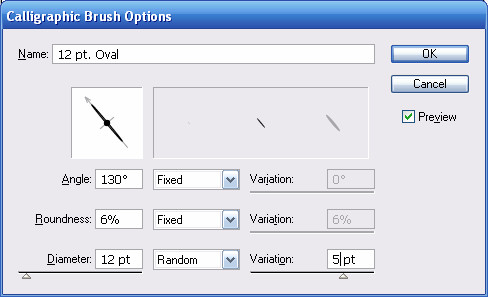 Calligraphic Brush Options
Name: 12 pt. Oval
OK
Cancel
Preview
Angle: 130° Fixed Variation: 0°
Roundness: 6% Fixed Variation: 6%
Diameter: 12 pt Random Variation: 5 pt